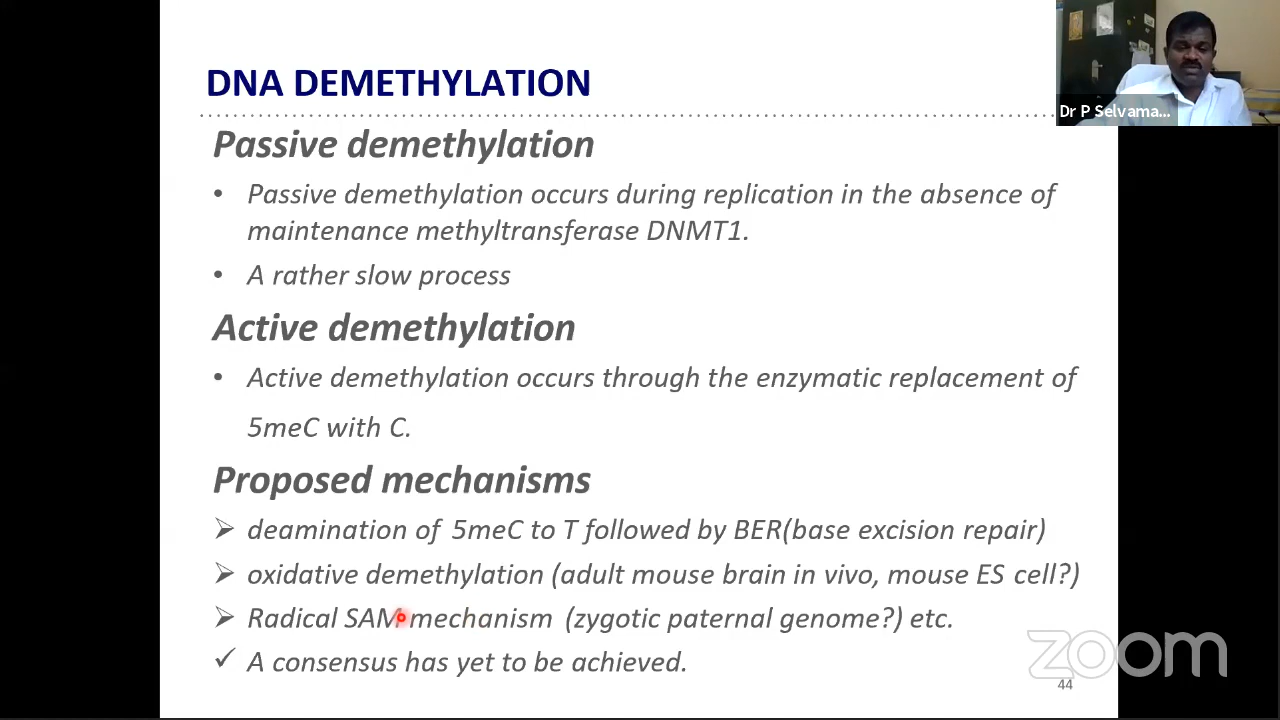 DNA DEMETHYLATION
Dr P Selvama...
Passive demethylation
• Passive demethylation occurs during replication in the absence of
maintenance methyltransferase DNMT1.
• A rather slow process
Active demethylation
• Active demethylation occurs through the enzymatic replacement of
5meC with C.
Proposed mechanisms
➢ deamination of 5meC to T followed by BER(base excision repair)
➢ oxidative demethylation (adult mouse brain in vivo, mouse ES cell?)
➢ Radical SAM mechanism (zygotic paternal genome?) etc.
✓ A consensus has yet to be achieved.
zoom
44